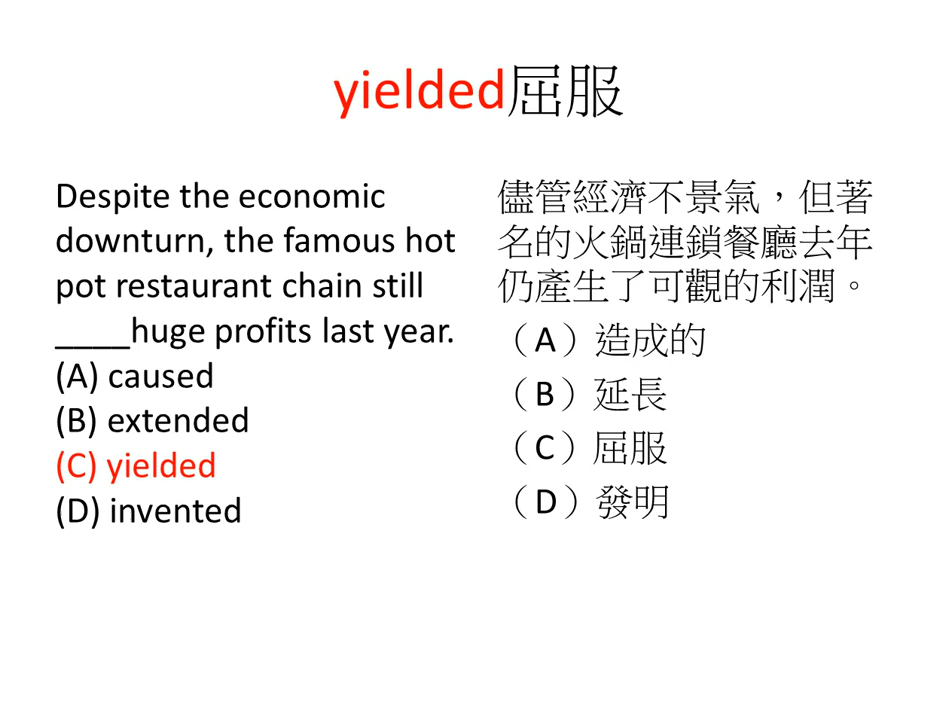 yielded屈服
Despite the economic
downturn, the famous hot
pot restaurant chain still
____huge profits last year.
(A) caused
(B) extended
(C) yielded
(D) invented
儘管經濟不景氣，但著
名的火鍋連鎖餐廳去年
仍產生了可觀的利潤。
（A）造成的
（B）延長
（C）屈服
（D）發明